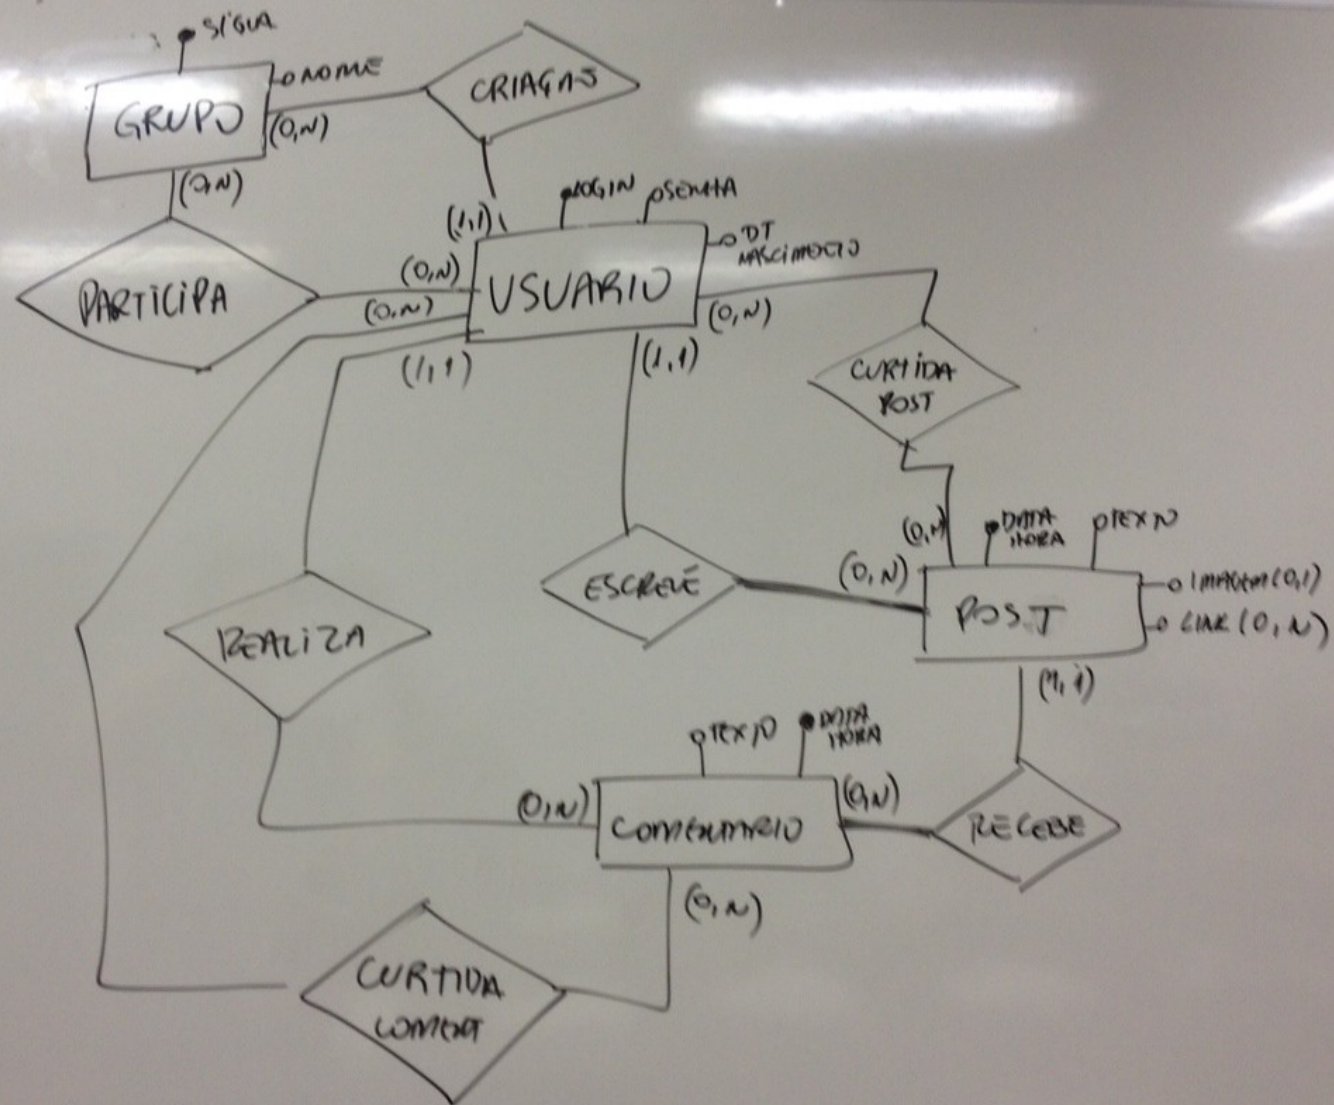 SIGLA
NOME
GRUPO
(0,N)
CRIAÇAO
(0,N)
(1,1)
LOGIN
SENHA
DT
NASCIMENTO
PARTICIPA
(0,N)
(0,N)
(1,1)
USUARIO
(0,N)
(1,1)
CURTIDA
POST
(0,N)
DATA
HORA
TEXTO
ESCREVE
(0,N)
POST
IMAGEM (0,1)
LINK (0,N)
(1,1)
REALIZA
TEXTO
DATA
HORA
(0,N)
COMENTARIO
(0,N)
RECEBE
(0,N)
CURTIDA
COMENT